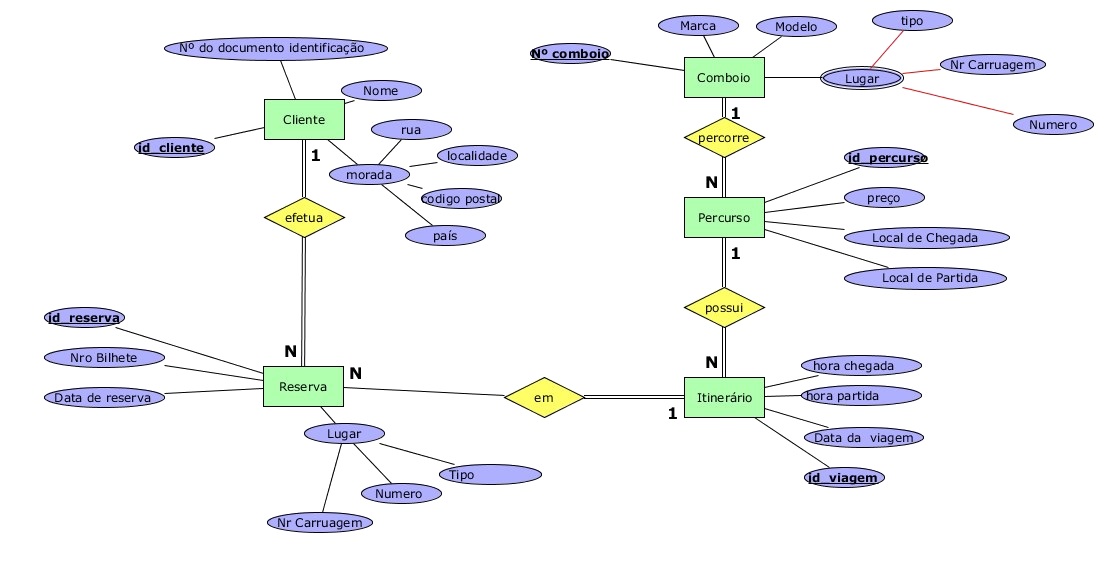 Nº do documento identificação
Nome
Cliente
id_cliente
rua
localidade
morada
codigo postal
país
1
efetua
N
id_reserva
Nro Bilhete
Data de reserva
Reserva
N
Lugar
Tipo
Numero
Nr Carruagem
em
1
Marca
Modelo
tipo
Nº comboio
Comboio
Lugar
Nr Carruagem
Numero
1
percorre
N
id_percurso
preço
Percurso
Local de Chegada
Local de Partida
1
possui
N
Itinerário
hora chegada
hora partida
Data da  viagem
id_viagem